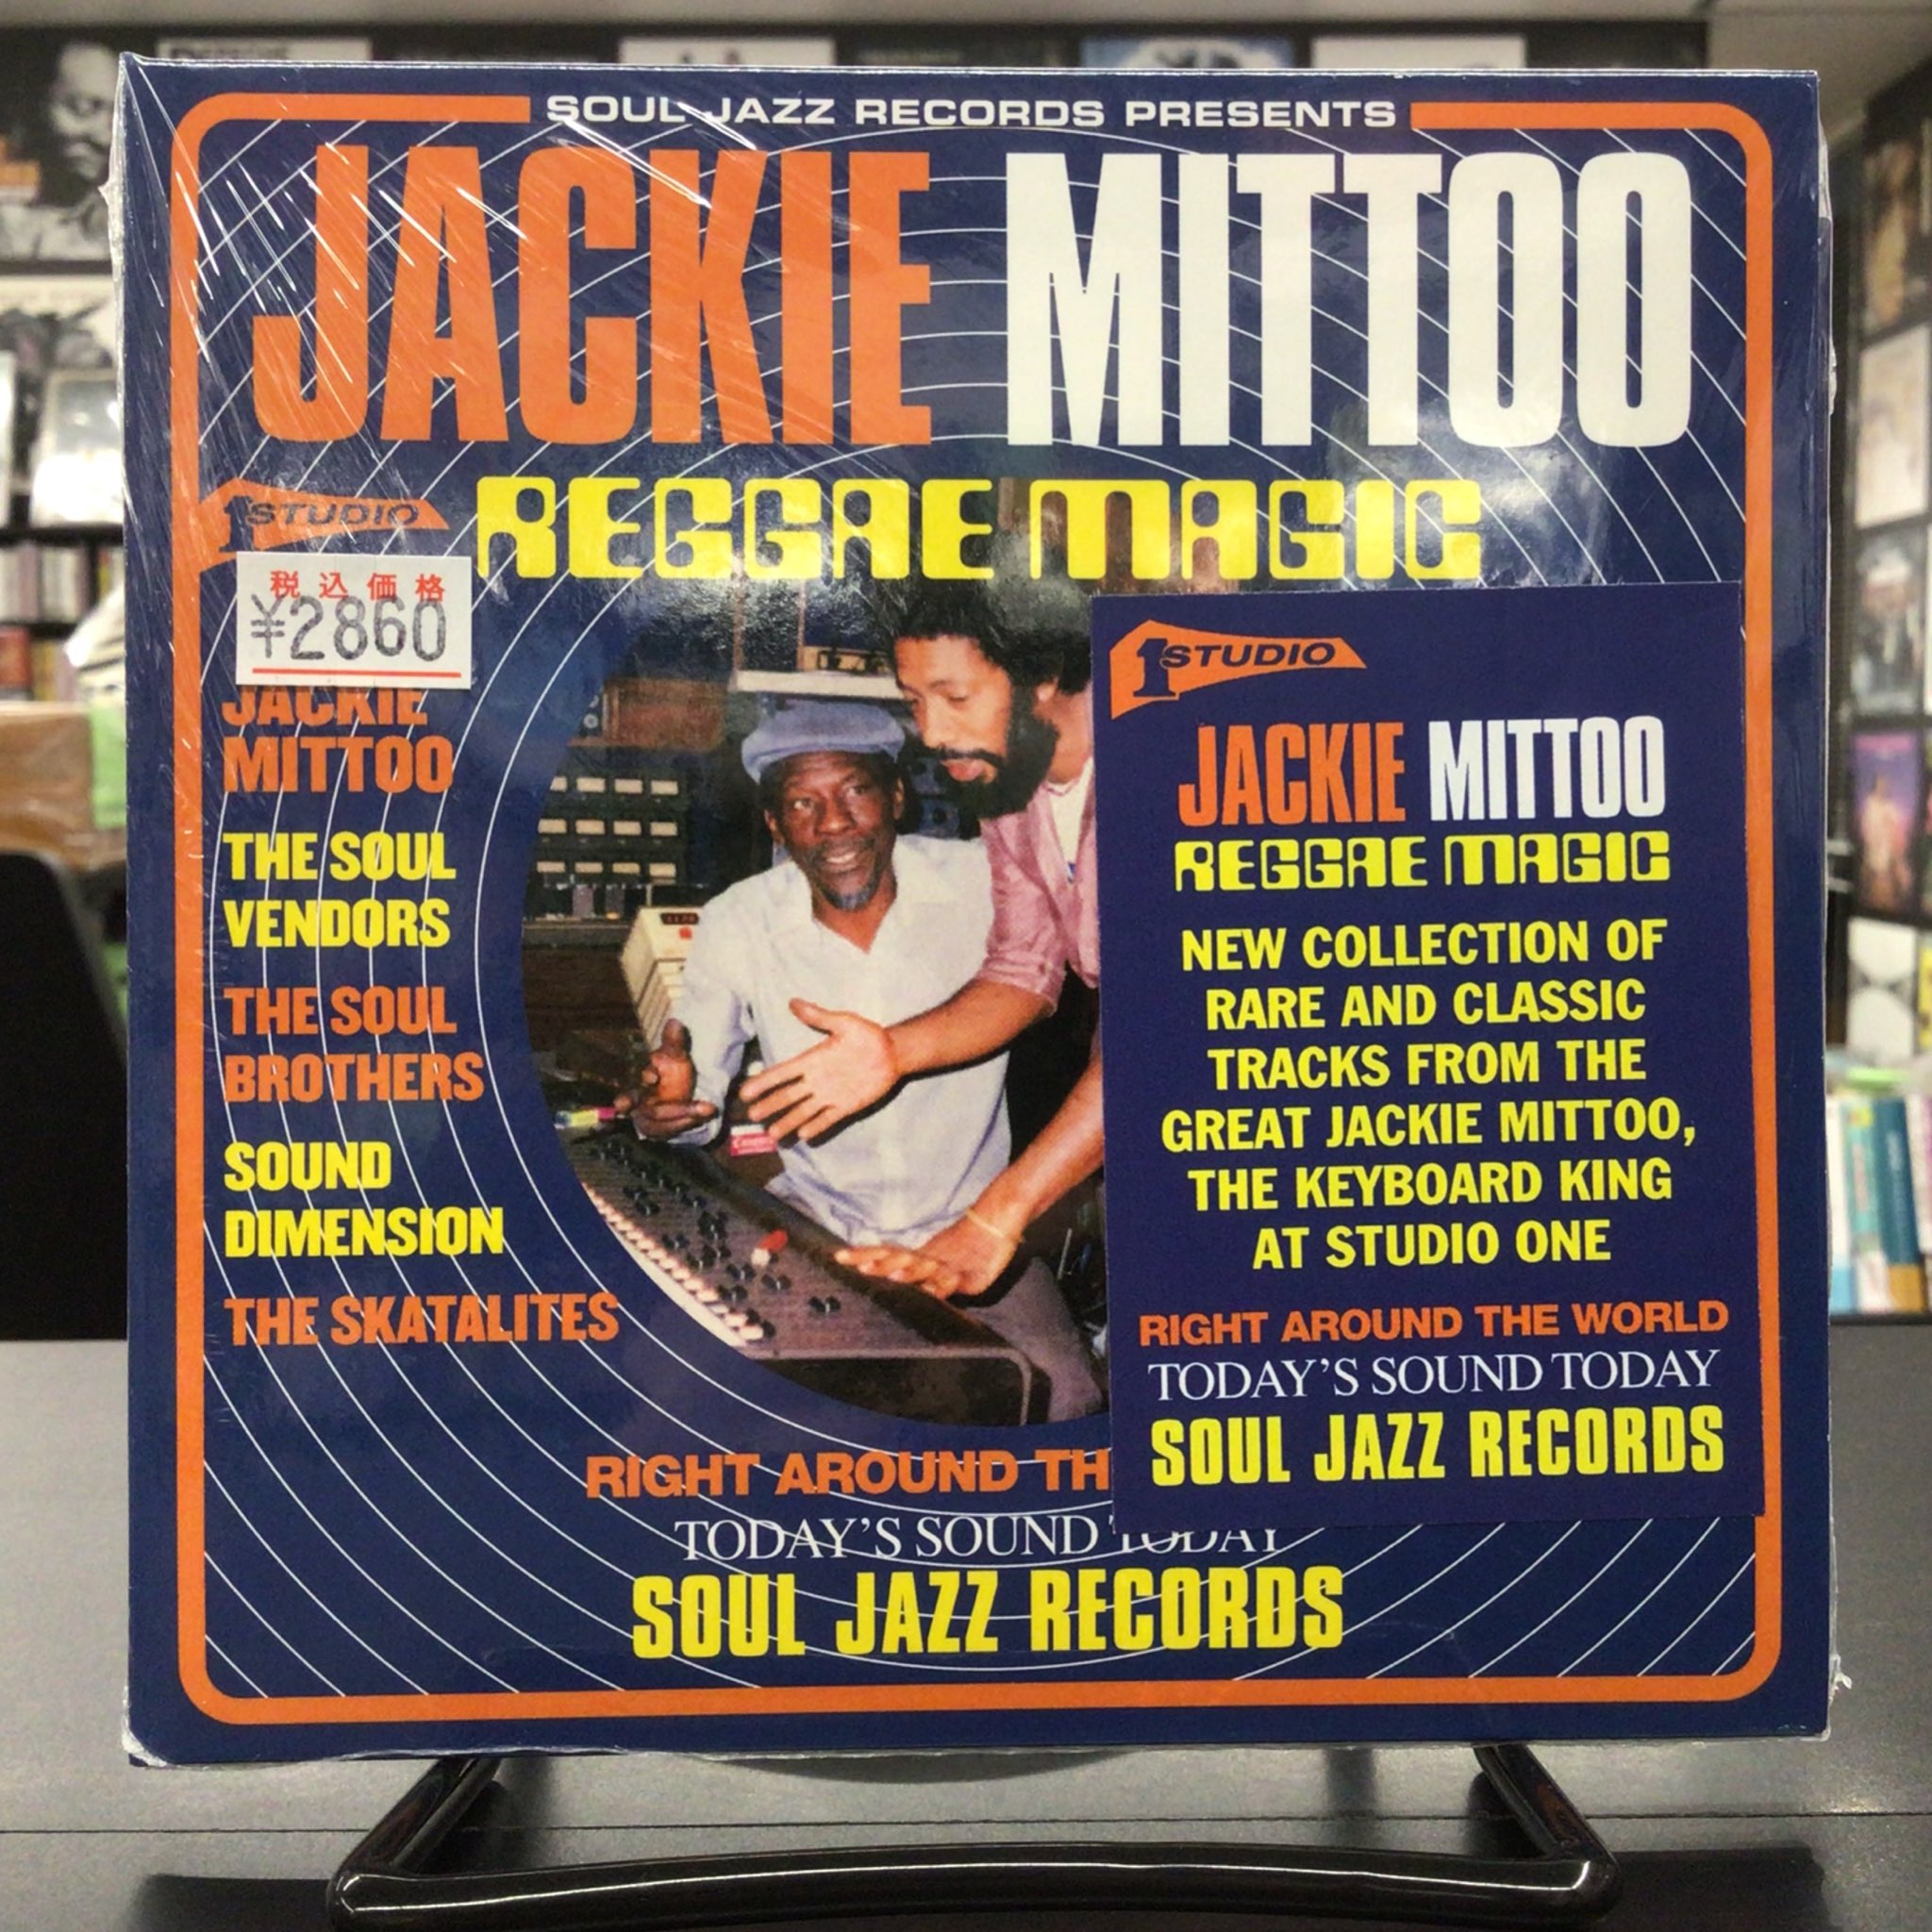 SOUL JAZZ RECORDS PRESENTS
JACKIE MITTOO
1 STUDIO
REGGAE MAGIC
税込価格
¥2860
JACKIE
MITTOO
THE SOUL
VENDORS
THE SOUL
BROTHERS
SOUND
DIMENSION
THE SKATALITES
RIGHT AROUND TH
TODAY'S SOUND TODAY
SOUL JAZZ RECORDS
1 STUDIO
JACKIE MITTOO
REGGAE MAGIC
NEW COLLECTION OF
RARE AND CLASSIC
TRACKS FROM THE
GREAT JACKIE MITTOO,
THE KEYBOARD KING
AT STUDIO ONE
RIGHT AROUND THE WORLD
TODAY'S SOUND TODAY
SOUL JAZZ RECORDS